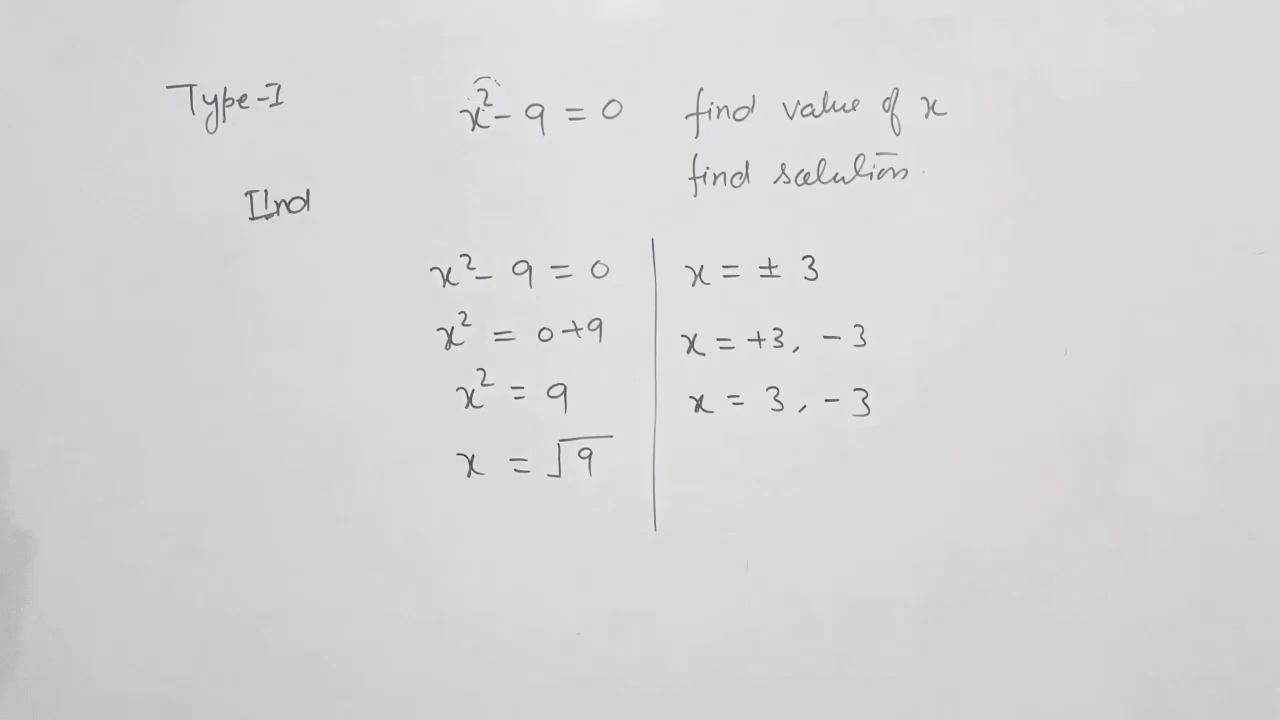 Type-I x² - 9 = 0 find value of x
find solution.
IInd
x² - 9 = 0
x² = 0+9
x² = 9
x = √9
x = ± 3
x = +3, -3
x = 3, -3